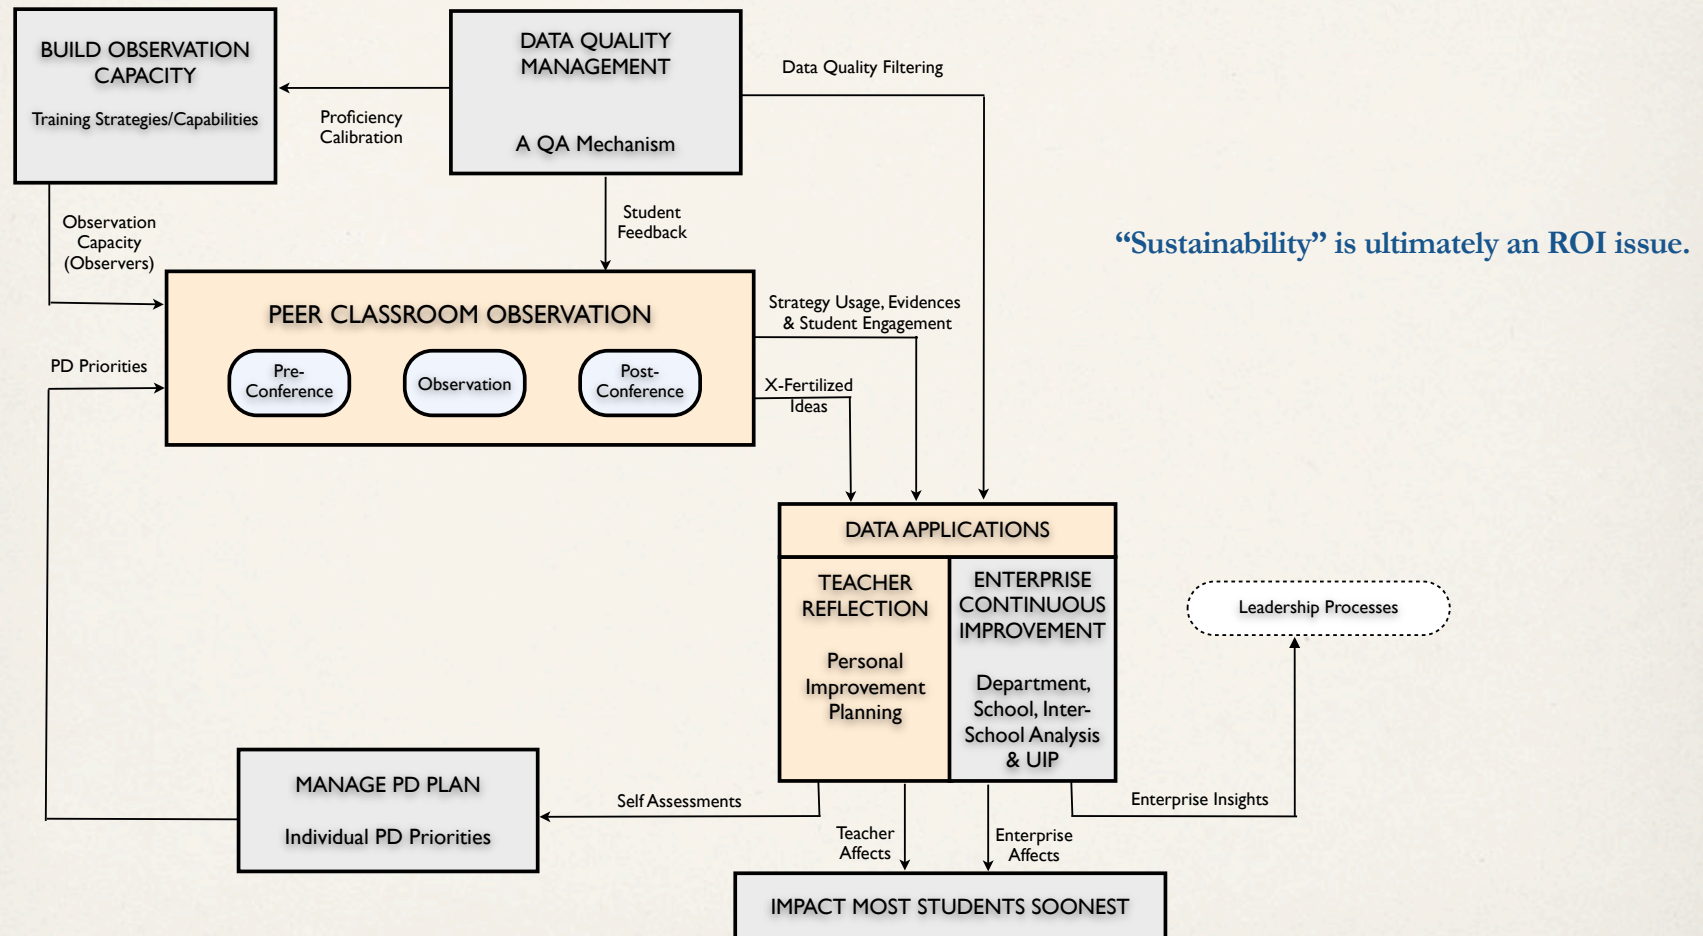 BUILD OBSERVATION
CAPACITY
Training Strategies/Capabilities
DATA QUALITY
MANAGEMENT
A QA Mechanism
Data Quality Filtering
Proficiency
Calibration
Observation
Capacity
(Observers)
Student
Feedback
“Sustainability” is ultimately an ROI issue.
PEER CLASSROOM OBSERVATION
Pre-
Conference
Observation
Post-
Conference
Strategy Usage, Evidences
& Student Engagement
PD Priorities
X-Fertilized
Ideas
DATA APPLICATIONS
TEACHER
REFLECTION
Personal
Improvement
Planning
ENTERPRISE
CONTINUOUS
IMPROVEMENT
Department,
School, Inter-
School Analysis
& UIP
Leadership Processes
MANAGE PD PLAN
Individual PD Priorities
Self Assessments
Teacher
Affects
Enterprise
Affects
Enterprise Insights
IMPACT MOST STUDENTS SOONEST